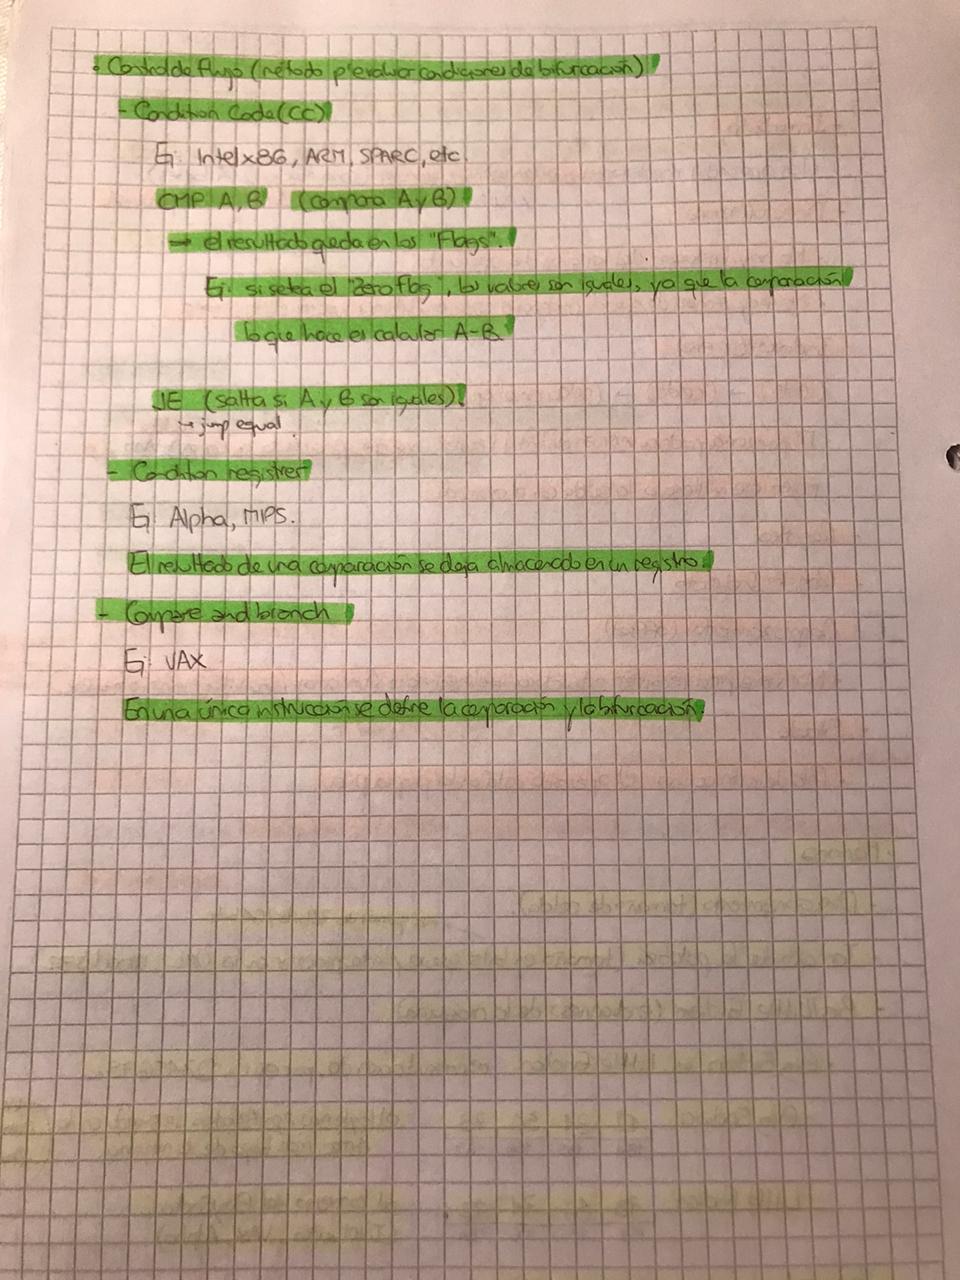 • Control de flujo (método p/ evaluar condiciones de bifurcación)
- Condition Code (CC)
Ej: Intel x86, ARM, SPARC, etc.
CMP A, B (compara A y B)
→ el resultado queda en los "Flags".
Ej: si setea el "Zero flag", los valores son iguales, ya que la comparación
lo que hace es calcular A-B.
JE (salta si A y B son iguales).
→ jump equal.
- Condition register
Ej: Alpha, MIPS.
El resultado de una comparación se deja almacenado en un registro.
- Compare and branch
Ej: VAX
En una única instrucción se define la comparación y la bifurcación.